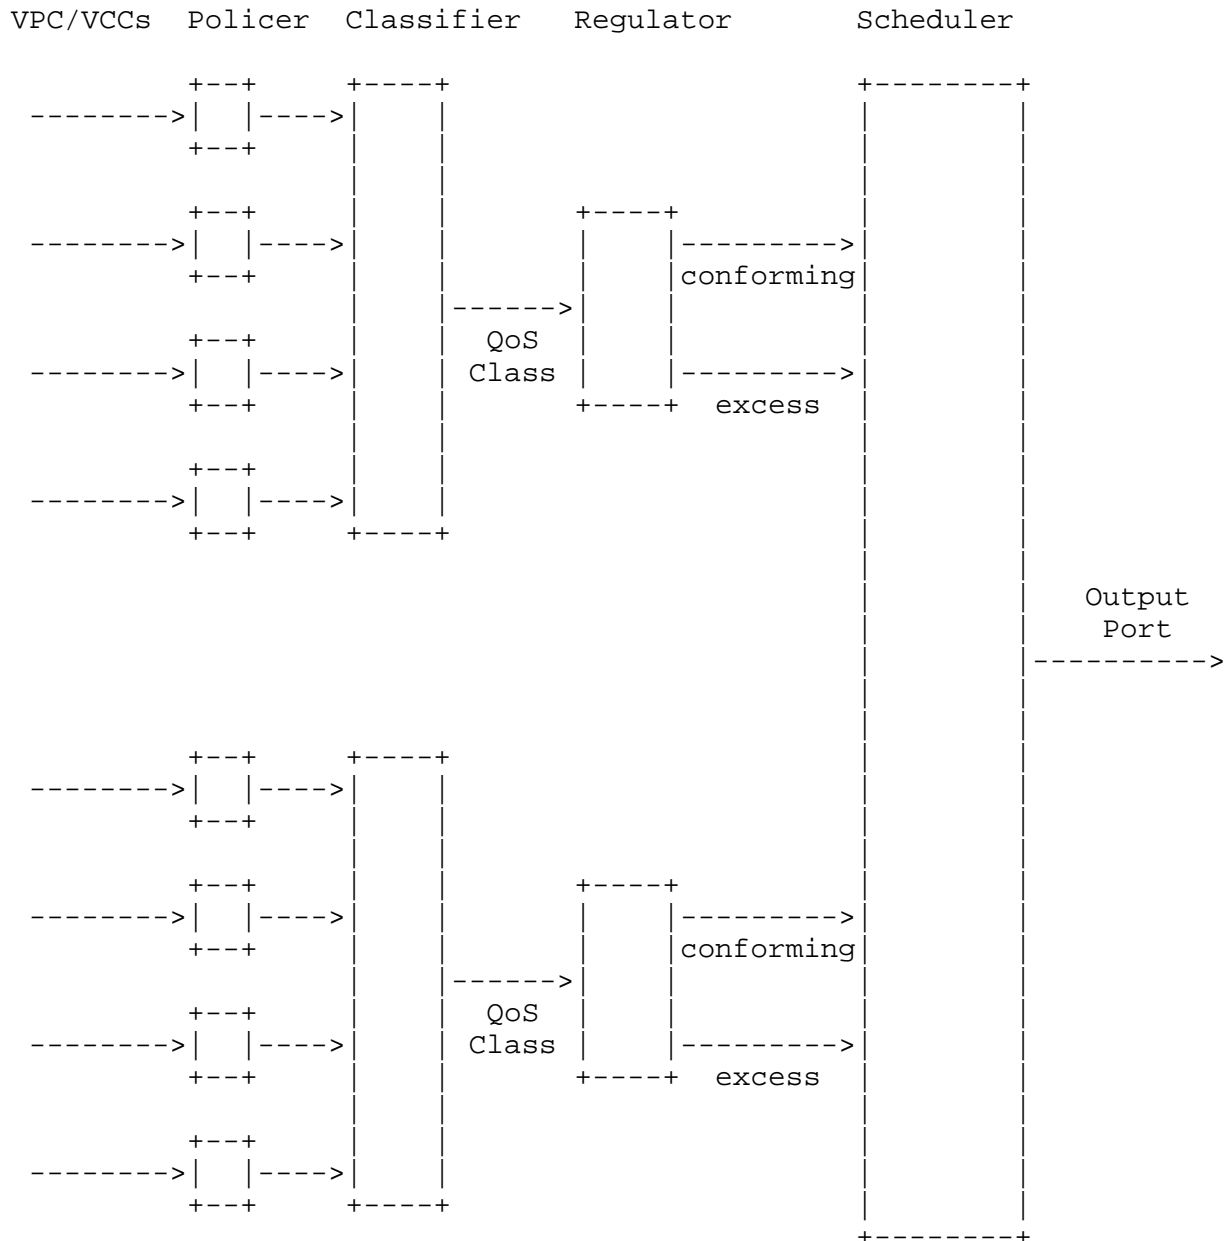 VPC/VCCs Policer Classifier Regulator Scheduler
conforming
QoS
Class
excess
Output
Port
conforming
QoS
Class
excess